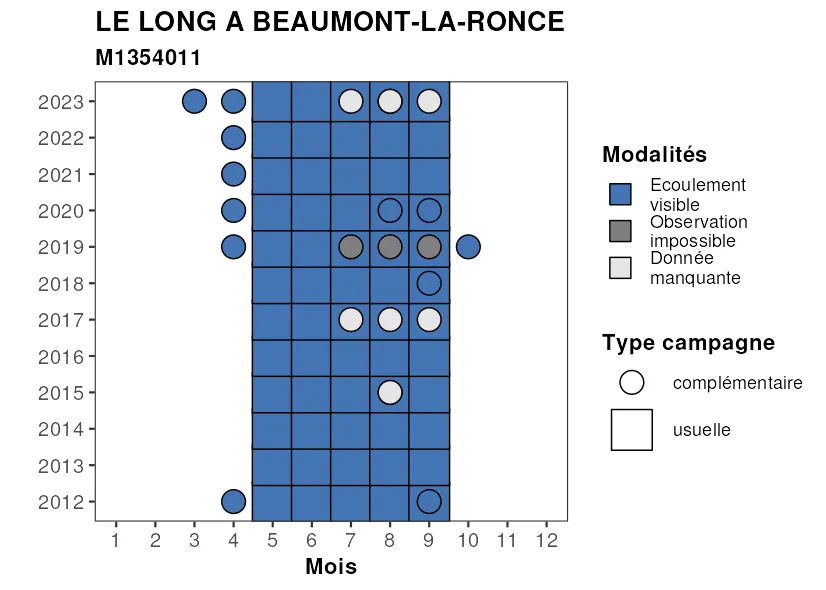 LE LONG A BEAUMONT-LA-RONCE
M1354011
2023
2022
2021
2020
2019
2018
2017
2016
2015
2014
2013
2012
1 2 3 4 5 6 7 8 9 10 11 12
Mois
Modalités
Ecoulement
visible
Observation
impossible
Donnée
manquante
Type campagne
complémentaire
usuelle